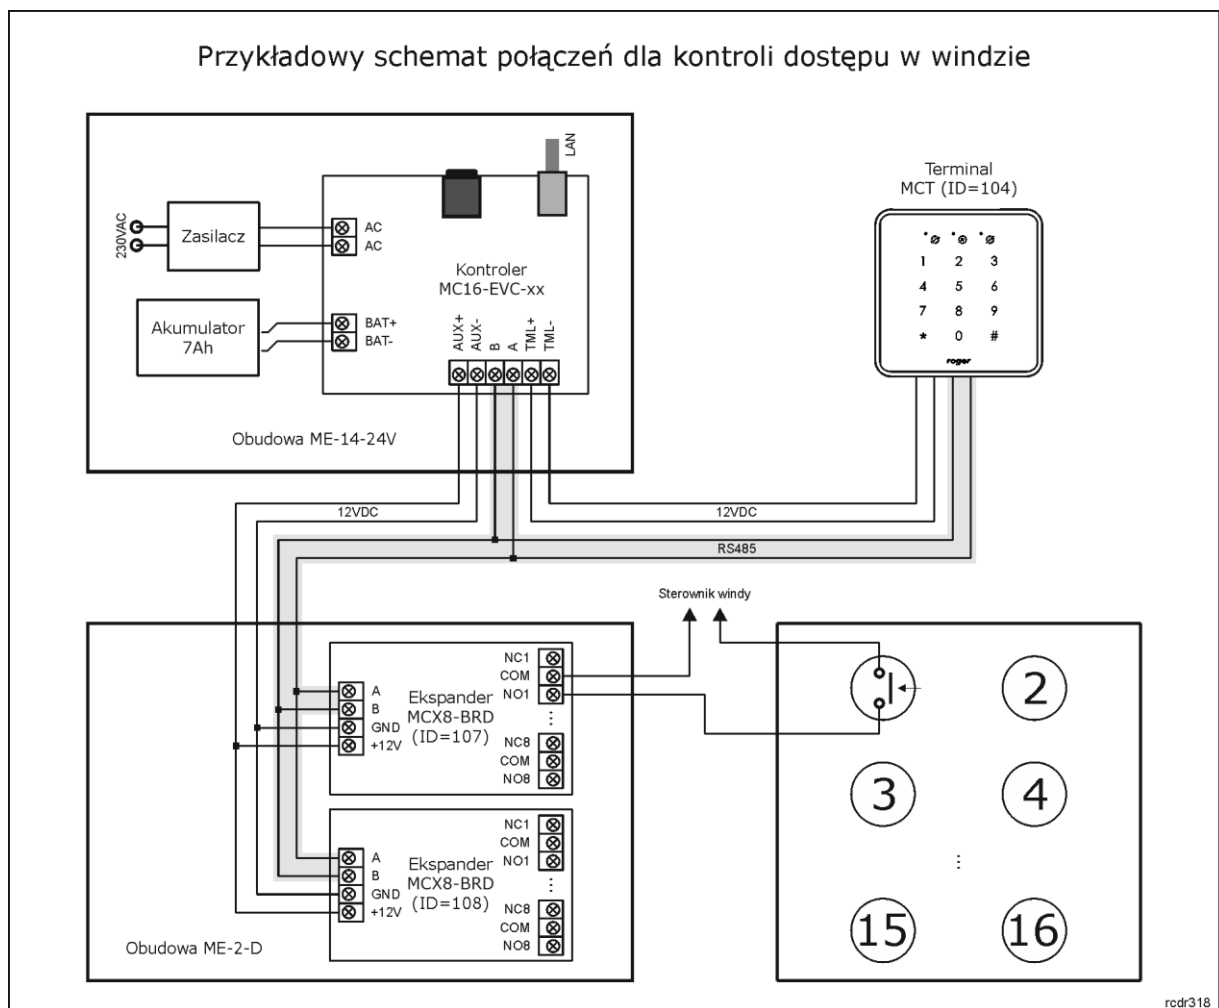 Przykładowy schemat połączeń dla kontroli dostępu w windzie
LAN
230VAC
Zasilacz
AC
AC
Akumulator
7Ah
BAT+
BAT-
Kontroler
MC16-EVC-xx
AUX+
AUX-
B
A
TML+
TML-
Obudowa ME-14-24V
Terminal
MCT (ID=104)
1 2 3
4 5 6
7 8 9
* 0 #
roger
12VDC
12VDC
RS485
Sterownik windy
A
B
GND
+12V
Ekspander
MCX8-BRD
(ID=107)
NC1
COM
NO1
⋮
NC8
COM
NO8
A
B
GND
+12V
Ekspander
MCX8-BRD
(ID=108)
NC1
COM
NO1
⋮
NC8
COM
NO8
Obudowa ME-2-D
2
3 4
⋮
15 16
rcdr318